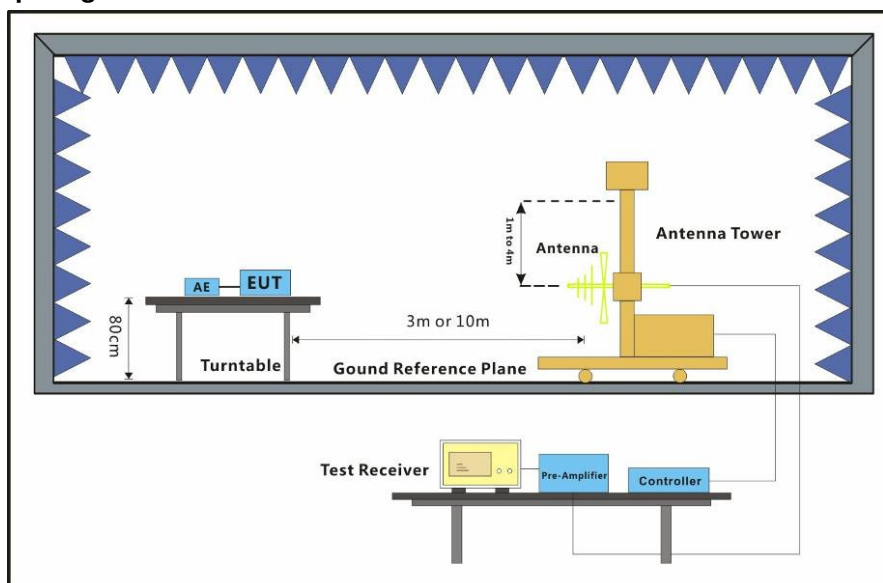 1m to 4m
Antenna
Antenna Tower
AE
EUT
80cm
3m or 10m
Turntable
Gound Reference Plane
Test Receiver
Pre-Amplifier
Controller